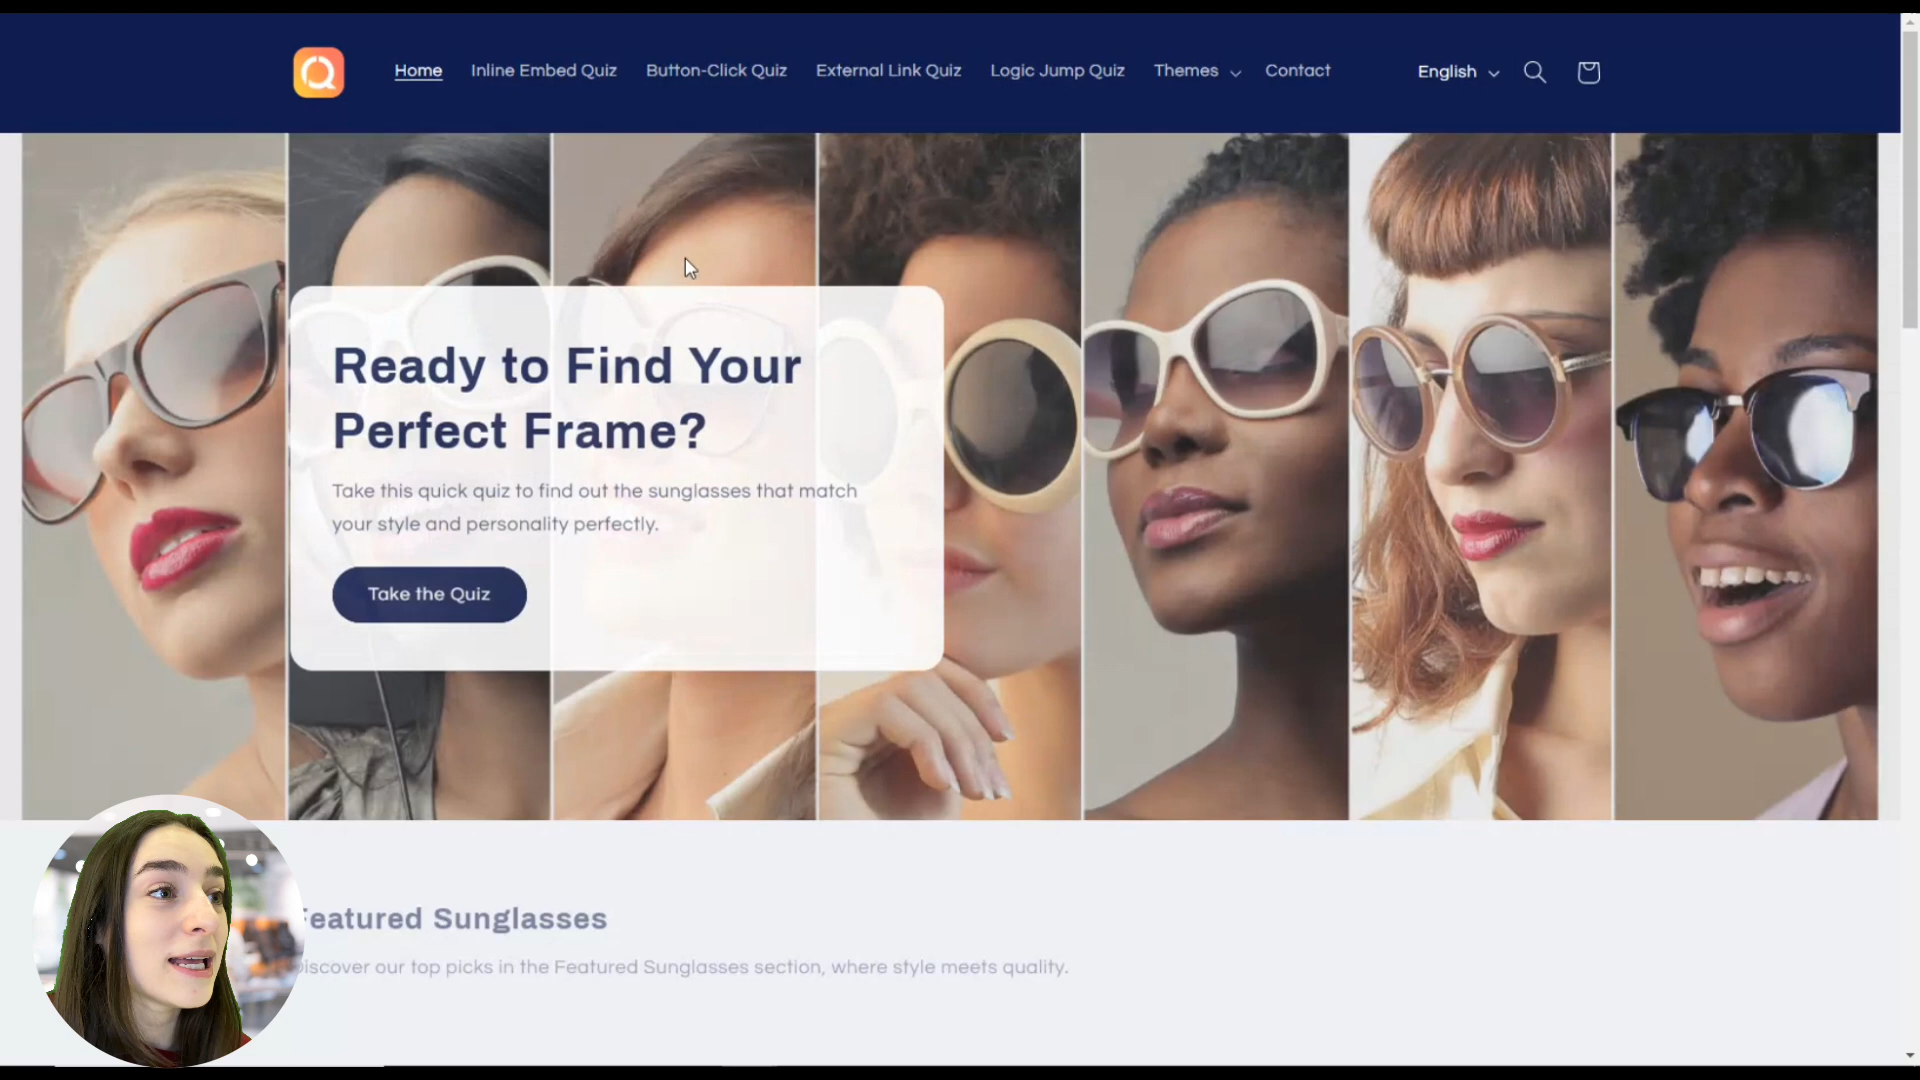 Home Inline Embed Quiz Button-Click Quiz External Link Quiz Logic Jump Quiz Themes Contact English
Ready to Find Your
Perfect Frame?
Take this quick quiz to find out the sunglasses that match
your style and personality perfectly.
Take the Quiz
Featured Sunglasses
Discover our top picks in the Featured Sunglasses section, where style meets quality.